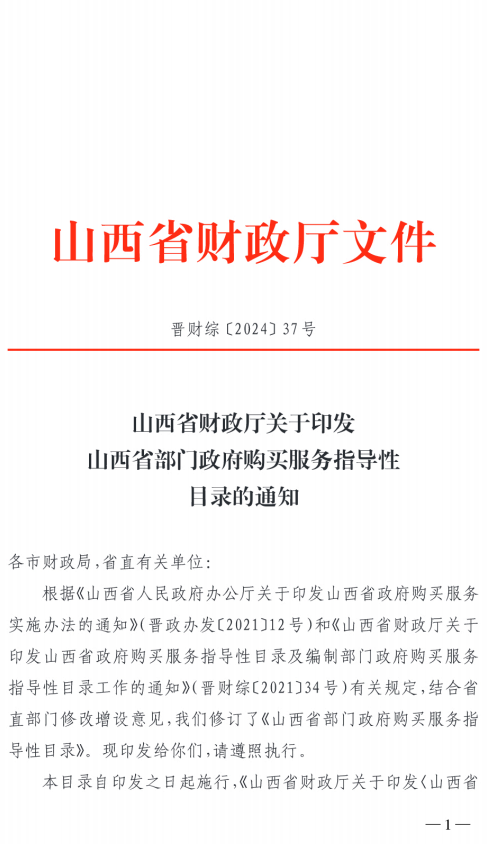 山西省财政厅文件
晋财综〔2024〕37号
山西省财政厅关于印发
山西省部门政府购买服务指导性
目录的通知
各市财政局,省直有关单位:
根据《山西省人民政府办公厅关于印发山西省政府购买服务
实施办法的通知》(晋政办发〔2021〕12号)和《山西省财政厅关于
印发山西省政府购买服务指导性目录及编制部门政府购买服务
指导性目录工作的通知》(晋财综〔2021〕34号)有关规定,结合省
直部门修改增设意见,我们修订了《山西省部门政府购买服务指
导性目录》。现印发给你们,请遵照执行。
本目录自印发之日起施行,《山西省财政厅关于印发〈山西省
—1—